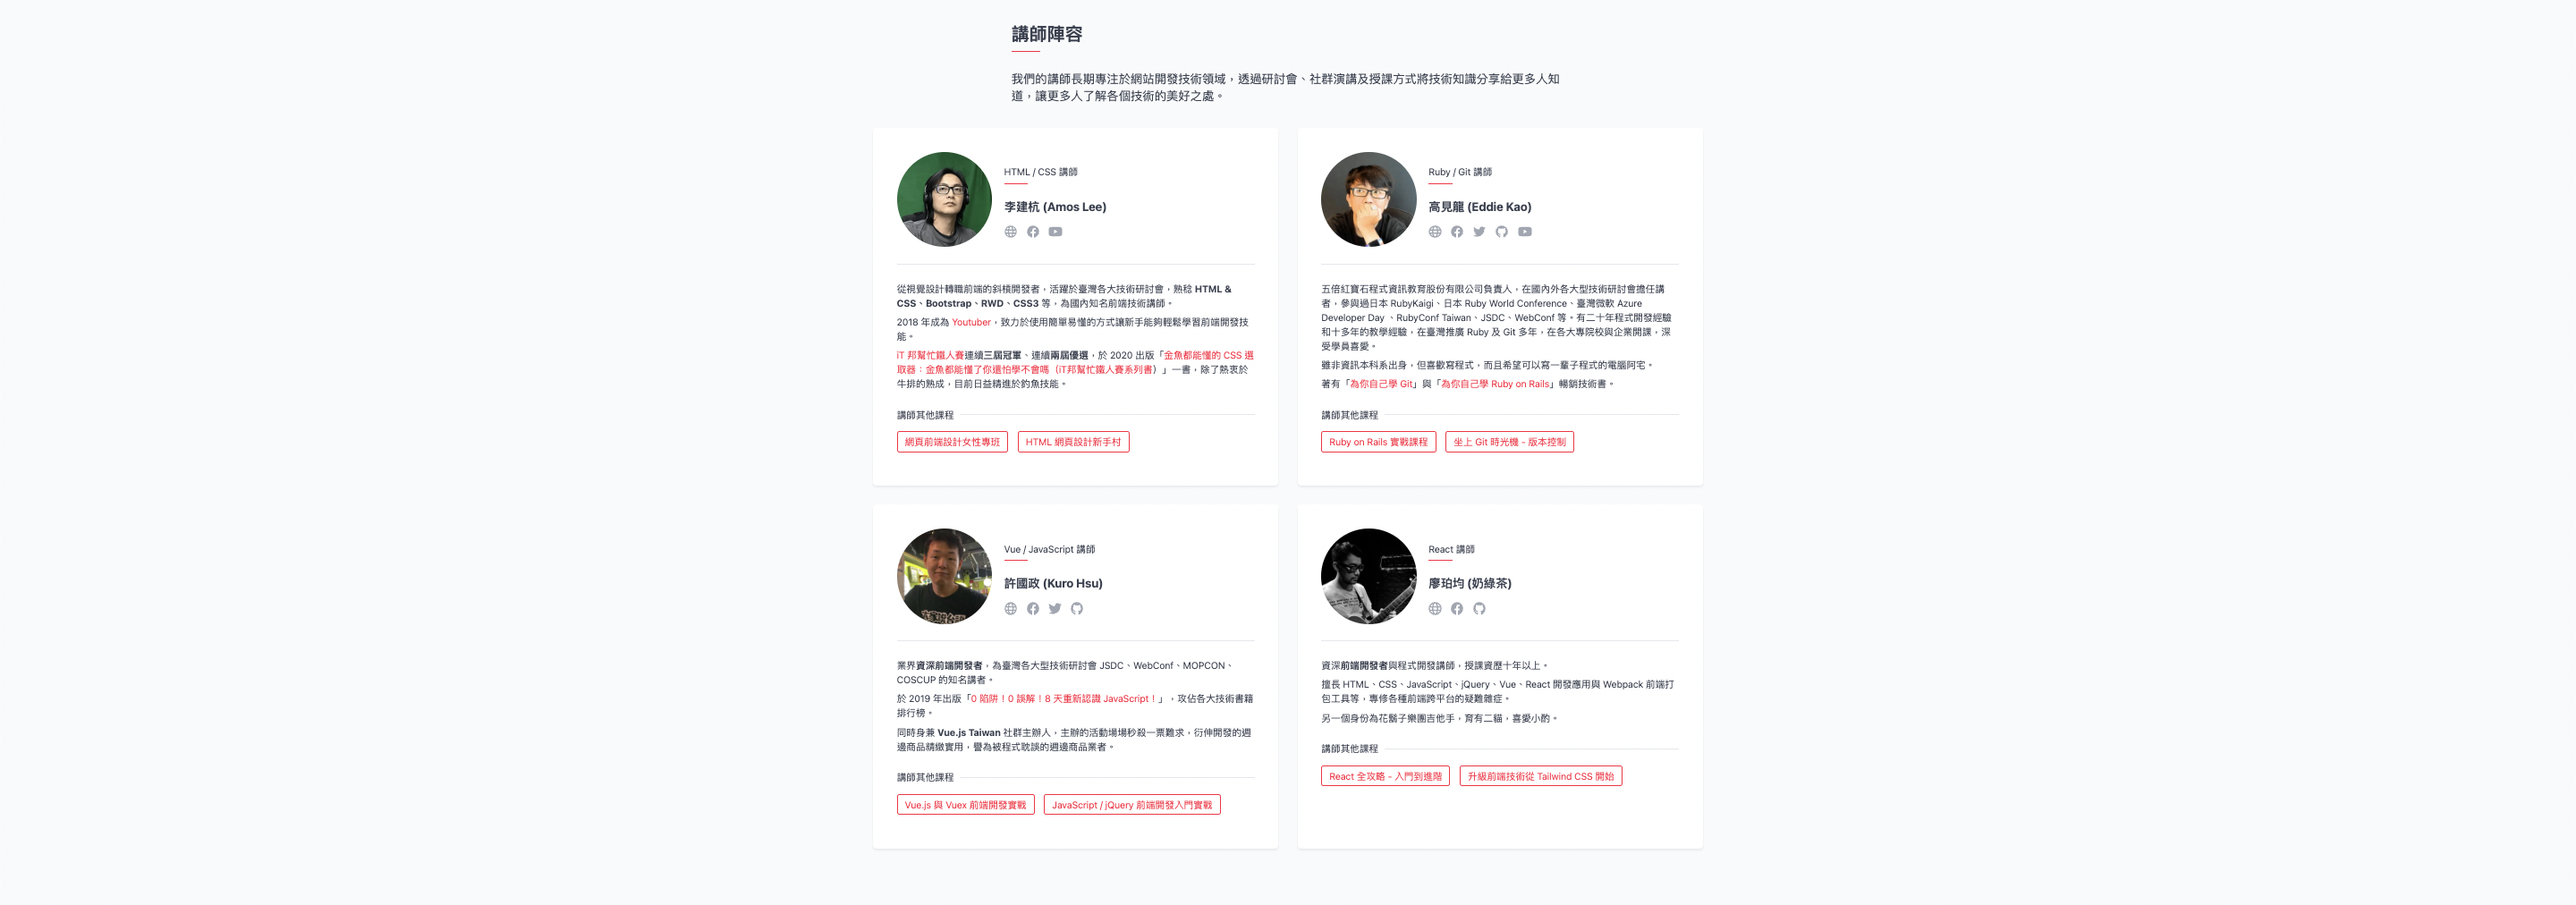 講師陣容
我們的講師長期專注於網站開發技術領域，透過研討會、社群演講及授課方式將技術知識分享給更多人知
道，讓更多人了解各個技術的美好之處。
HTML / CSS 講師
李建杭 (Amos Lee)
從視覺設計轉職前端的斜槓開發者，活躍於臺灣各大技術研討會，熟稔 HTML &
CSS、Bootstrap、RWD、CSS3 等，為國內知名前端技術講師。
2018 年成為 Youtuber，致力於使用簡單易懂的方式讓新手能夠輕鬆學習前端開發技
能。
iT 邦幫忙鐵人賽連續三屆冠軍、連續兩屆優選，於 2020 出版「金魚都能懂的 CSS 選
取器：金魚都能懂了你還怕學不會嗎（iT邦幫忙鐵人賽系列書）」一書，除了熱衷於
牛排的熟成，目前日益精進於釣魚技能。
講師其他課程
網頁前端設計女性專班
HTML 網頁設計新手村
Ruby / Git 講師
高見龍 (Eddie Kao)
五倍紅寶石程式資訊教育股份有限公司負責人，在國內外各大型技術研討會擔任講
者，參與過日本 RubyKaigi、日本 Ruby World Conference、臺灣微軟 Azure
Developer Day 、RubyConf Taiwan、JSDC、WebConf 等。有二十年程式開發經驗
和十多年的教學經驗，在臺灣推廣 Ruby 及 Git 多年，在各大專院校與企業開課，深
受學員喜愛。
雖非資訊本科系出身，但喜歡寫程式，而且希望可以寫一輩子程式的電腦阿宅。
著有「為你自己學 Git」與「為你自己學 Ruby on Rails」暢銷技術書。
講師其他課程
Ruby on Rails 實戰課程
坐上 Git 時光機 - 版本控制
Vue / JavaScript 講師
許國政 (Kuro Hsu)
業界資深前端開發者，為臺灣各大型技術研討會 JSDC、WebConf、MOPCON、
COSCUP 的知名講者。
於 2019 年出版「0 陷阱！0 誤解！8 天重新認識 JavaScript！」，攻佔各大技術書籍
排行榜。
同時身兼 Vue.js Taiwan 社群主辦人，主辦的活動場場秒殺一票難求，衍伸開發的週
邊商品精緻實用，譽為被程式耽誤的週邊商品業者。
講師其他課程
Vue.js 與 Vuex 前端開發實戰
JavaScript / jQuery 前端開發入門實戰
React 講師
廖珀均 (奶綠茶)
資深前端開發者與程式開發講師，授課資歷十年以上。
擅長 HTML、CSS、JavaScript、jQuery、Vue、React 開發應用與 Webpack 前端打
包工具等，專修各種前端跨平台的疑難雜症。
另一個身份為花鬍子樂團吉他手，育有二貓，喜愛小酌。
講師其他課程
React 全攻略 - 入門到進階
升級前端技術從 Tailwind CSS 開始